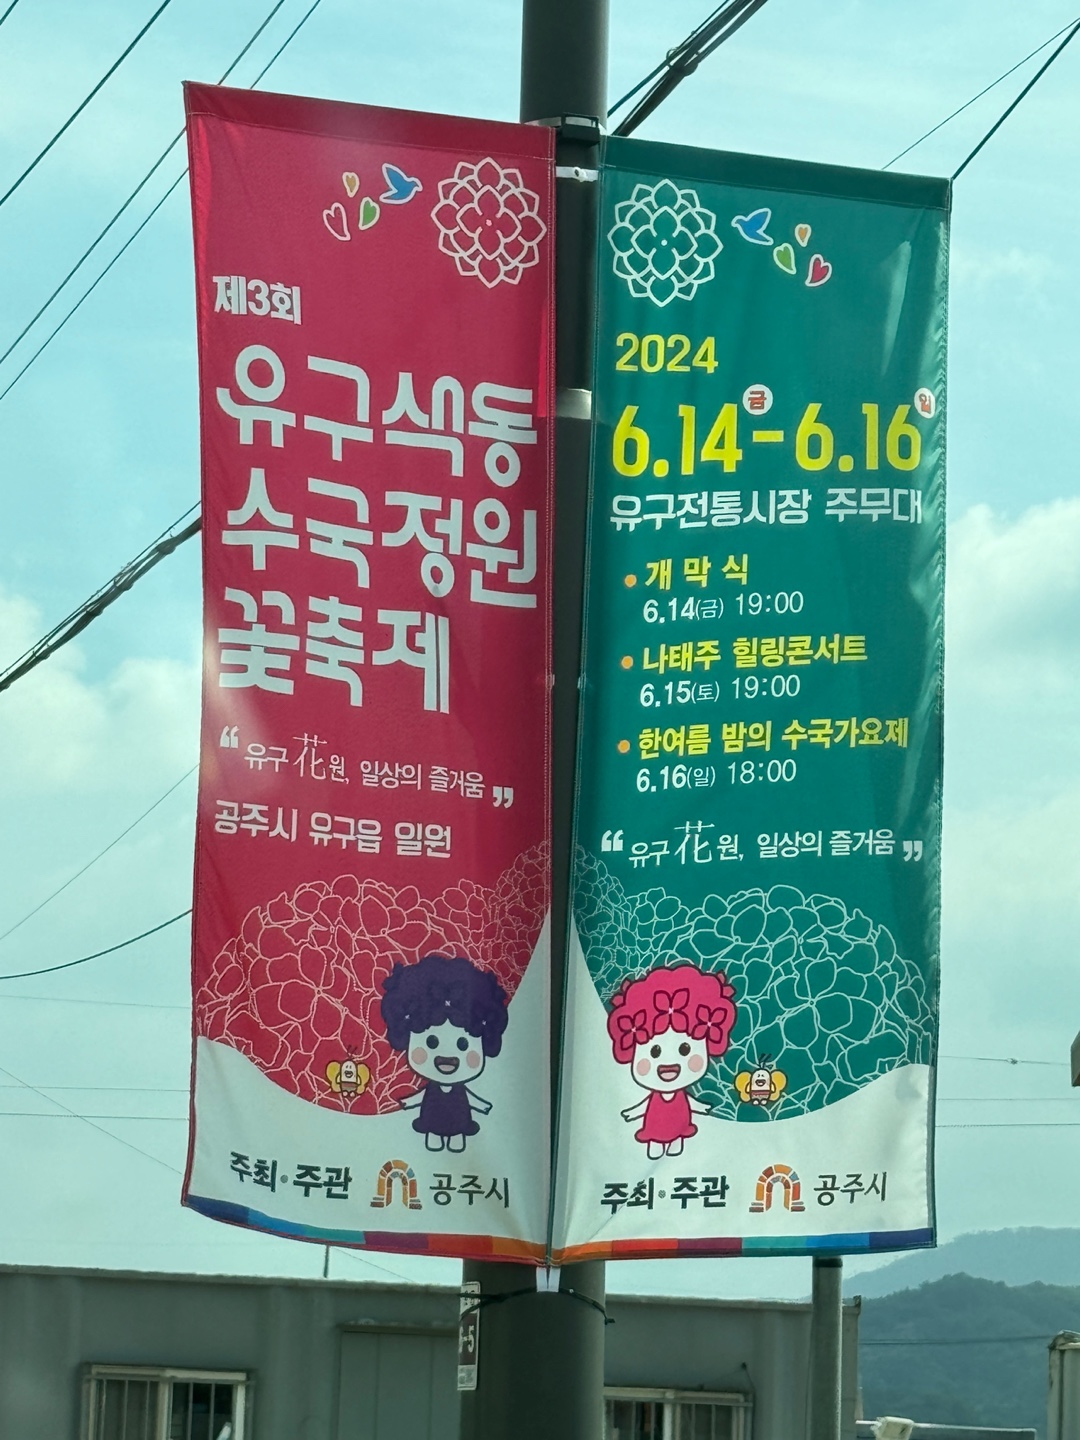 제3회
유구색동
수국정원
꽃축제
“유구花원, 일상의 즐거움”
공주시 유구읍 일원
주최·주관 공주시
2024
6.14금-6.16일
유구전통시장 주무대
• 개막식
6.14(금) 19:00
• 나태주 힐링콘서트
6.15(토) 19:00
• 한여름 밤의 수국가요제
6.16(일) 18:00
“유구花원, 일상의 즐거움”
주최·주관 공주시